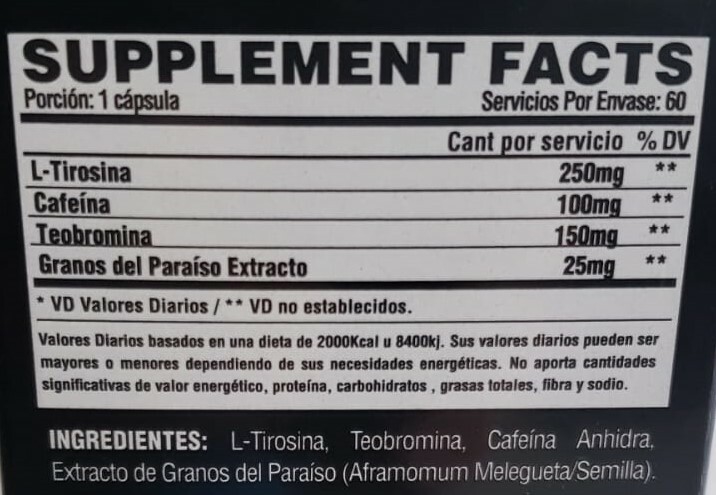 SUPPLEMENT FACTS
Porción: 1 cápsula Servicios Por Envase: 60
Cant por servicio % DV
L-Tirosina 250mg **
Cafeína 100mg **
Teobromina 150mg **
Granos del Paraíso Extracto 25mg **
* VD Valores Diarios / ** VD no establecidos.
Valores Diarios basados en una dieta de 2000Kcal u 8400kj. Sus valores diarios pueden ser
mayores o menores dependiendo de sus necesidades energéticas. No aporta cantidades
significativas de valor energético, proteína, carbohidratos , grasas totales, fibra y sodio.
INGREDIENTES: L-Tirosina, Teobromina, Cafeína Anhidra,
Extracto de Granos del Paraíso (Aframomum Melegueta/Semilla).